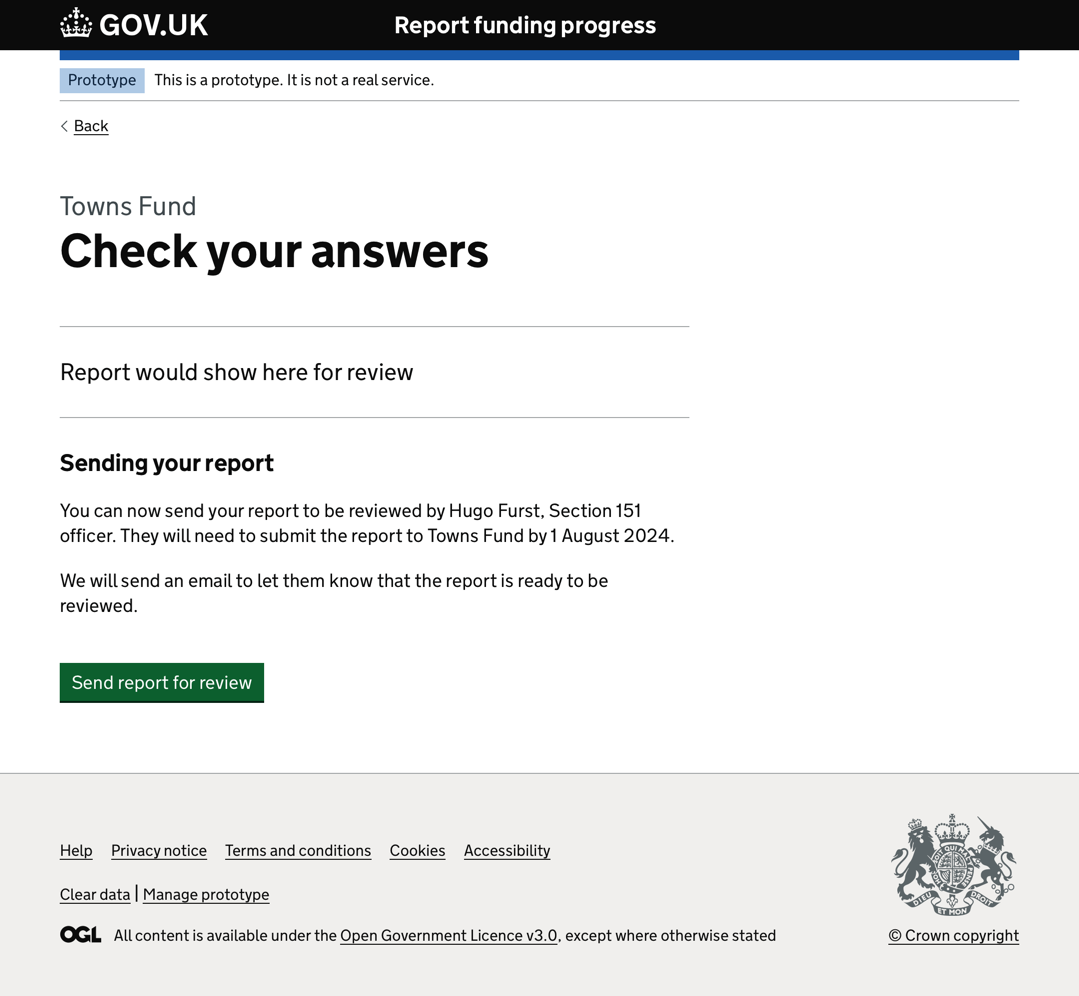 GOV.UK
Report funding progress
Prototype
This is a prototype. It is not a real service.
Back
Towns Fund
Check your answers
Report would show here for review
Sending your report
You can now send your report to be reviewed by Hugo Furst, Section 151
officer. They will need to submit the report to Towns Fund by 1 August 2024.
We will send an email to let them know that the report is ready to be
reviewed.
Send report for review
Help
Privacy notice
Terms and conditions
Cookies
Accessibility
Clear data | Manage prototype
OGL
All content is available under the Open Government Licence v3.0, except where otherwise stated
DIEU ET MON DROIT
© Crown copyright